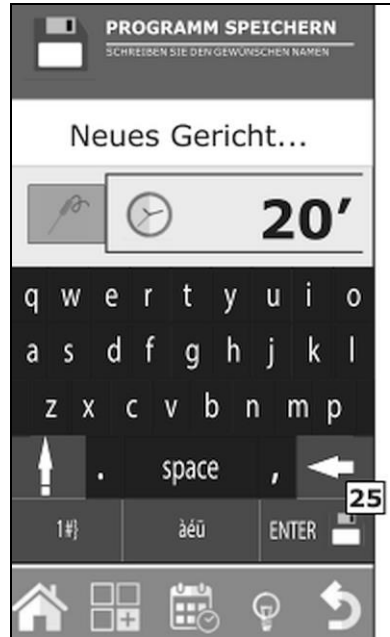 PROGRAMM SPEICHERN
SCHREIBEN SIE DEN GEWÜNSCHEN NAMEN
Neues Gericht...
20′
q w e r t y u i o
a s d f g h j k l
z x c v b n m p
. space ,
25
1#} àéü ENTER